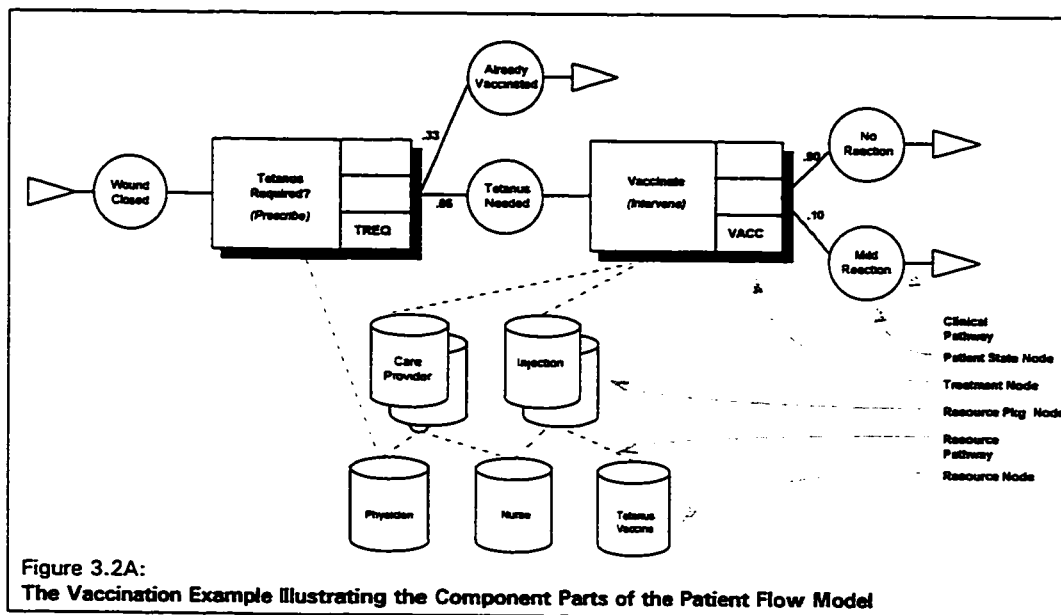 Already
Vaccinated
.33
No
Reaction
.90
Wound
Closed
Tetanus
Required?
(Prescribe)
TREQ
.66
Tetanus
Needed
Vaccinate
(Intervene)
VACC
.10
Mild
Reaction
Care
Provider
Injection
Clinical
Pathway
Patient State Node
Treatment Node
Resource Pkg Node
Resource
Pathway
Resource Node
Physician
Nurse
Tetanus
Vaccine
Figure 3.2A:
The Vaccination Example Illustrating the Component Parts of the Patient Flow Model